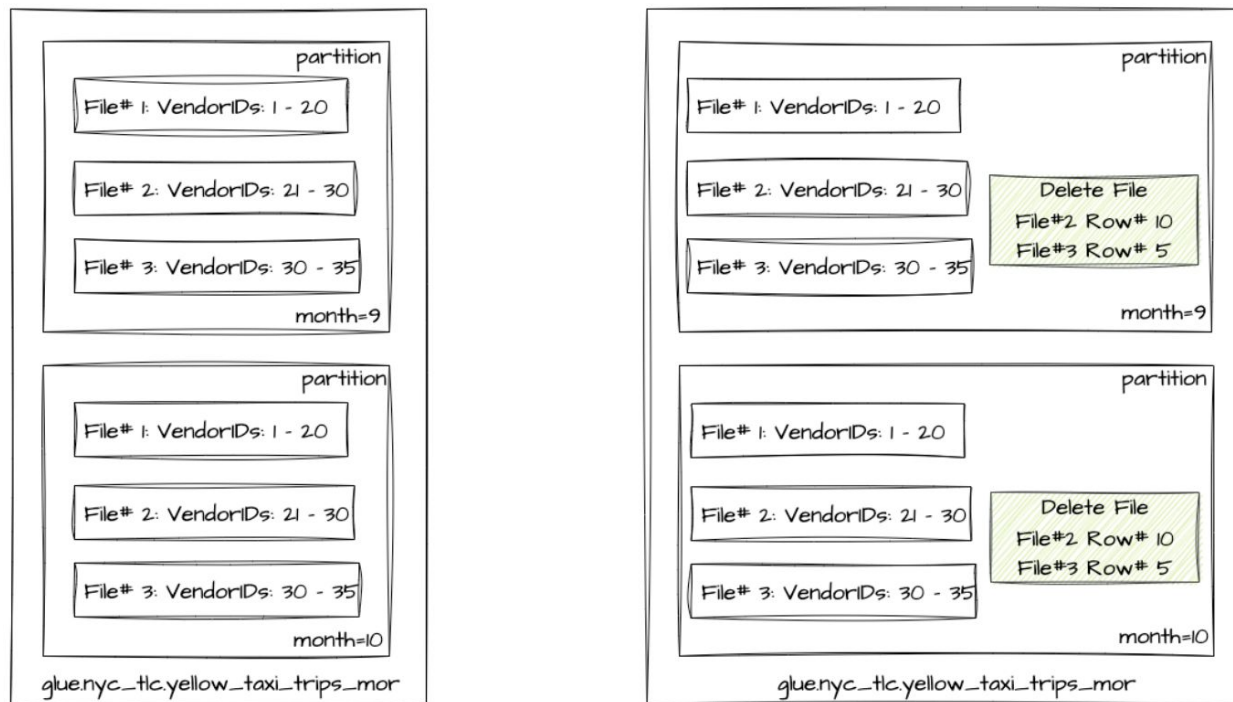 partition
File# 1: VendorIDs: 1 - 20
File# 2: VendorIDs: 21 - 30
File# 3: VendorIDs: 30 - 35
month=9
partition
File# 1: VendorIDs: 1 - 20
File# 2: VendorIDs: 21 - 30
File# 3: VendorIDs: 30 - 35
month=10
glue.nyc_tlc.yellow_taxi_trips_mor
partition
File# 1: VendorIDs: 1 - 20
File# 2: VendorIDs: 21 - 30
File# 3: VendorIDs: 30 - 35
Delete File
File#2 Row# 10
File#3 Row# 5
month=9
partition
File# 1: VendorIDs: 1 - 20
File# 2: VendorIDs: 21 - 30
File# 3: VendorIDs: 30 - 35
Delete File
File#2 Row# 10
File#3 Row# 5
month=10
glue.nyc_tlc.yellow_taxi_trips_mor